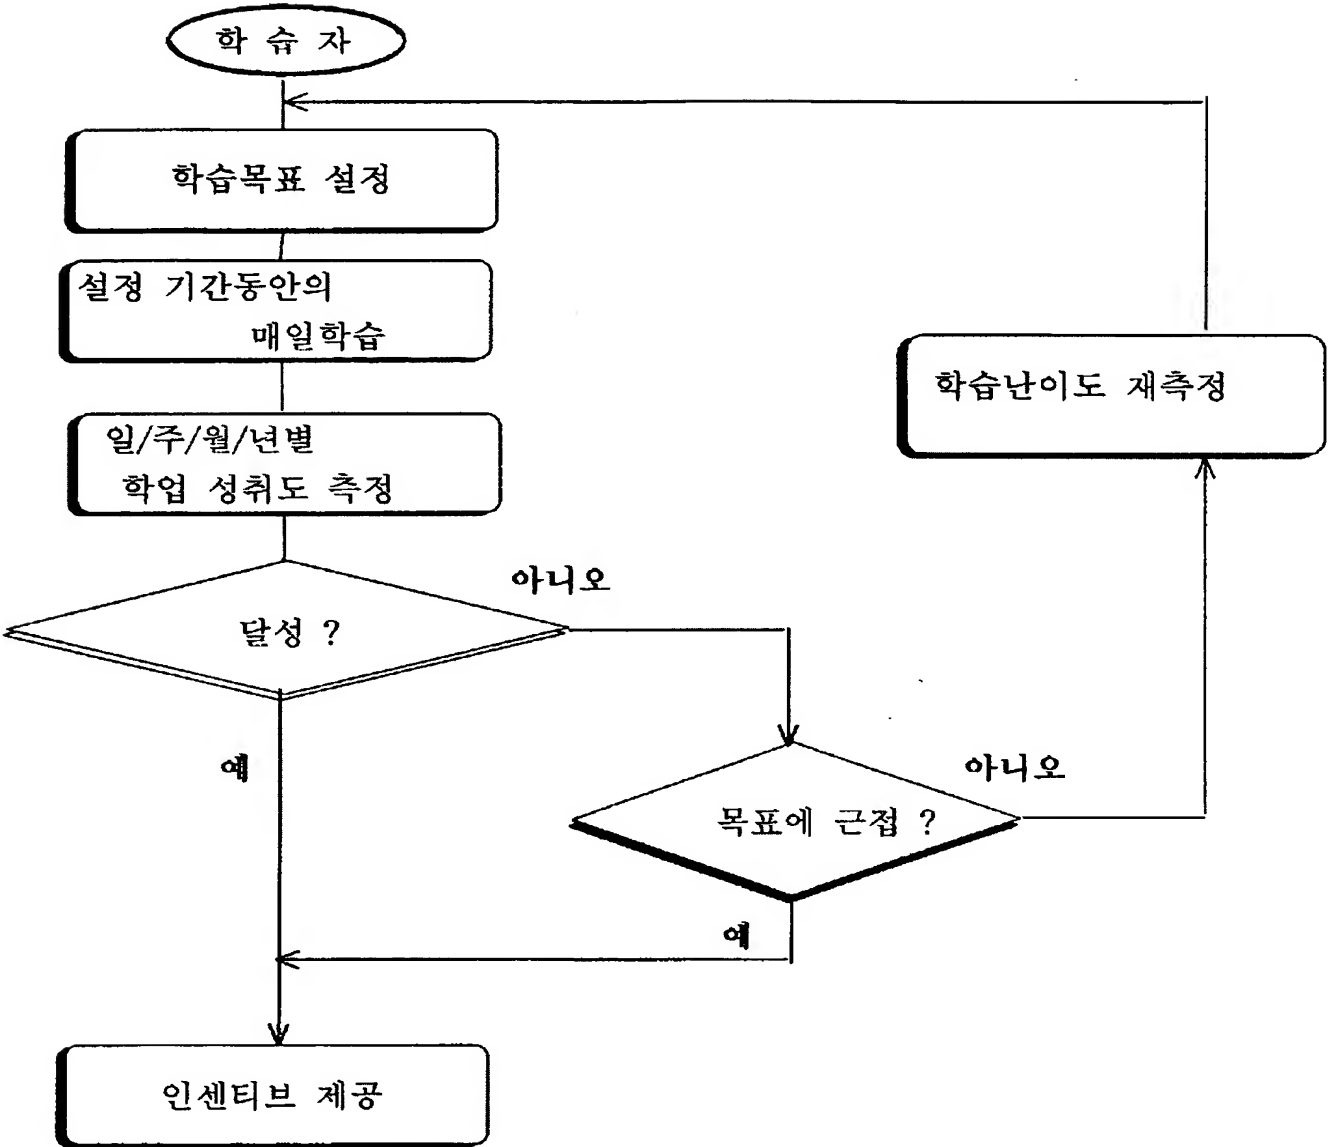 학 습 자
학습목표 설정
설정 기간동안의
매일학습
학습난이도 재측정
일/주/월/년별
학업 성취도 측정
아니오
달성 ?
예
아니오
목표에 근접 ?
예
인센티브 제공